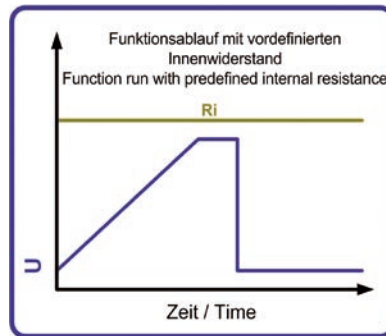 Funktionsablauf mit vordefinierten
Innenwiderstand
Function run with predefined internal resistance
Ri
U
Zeit / Time